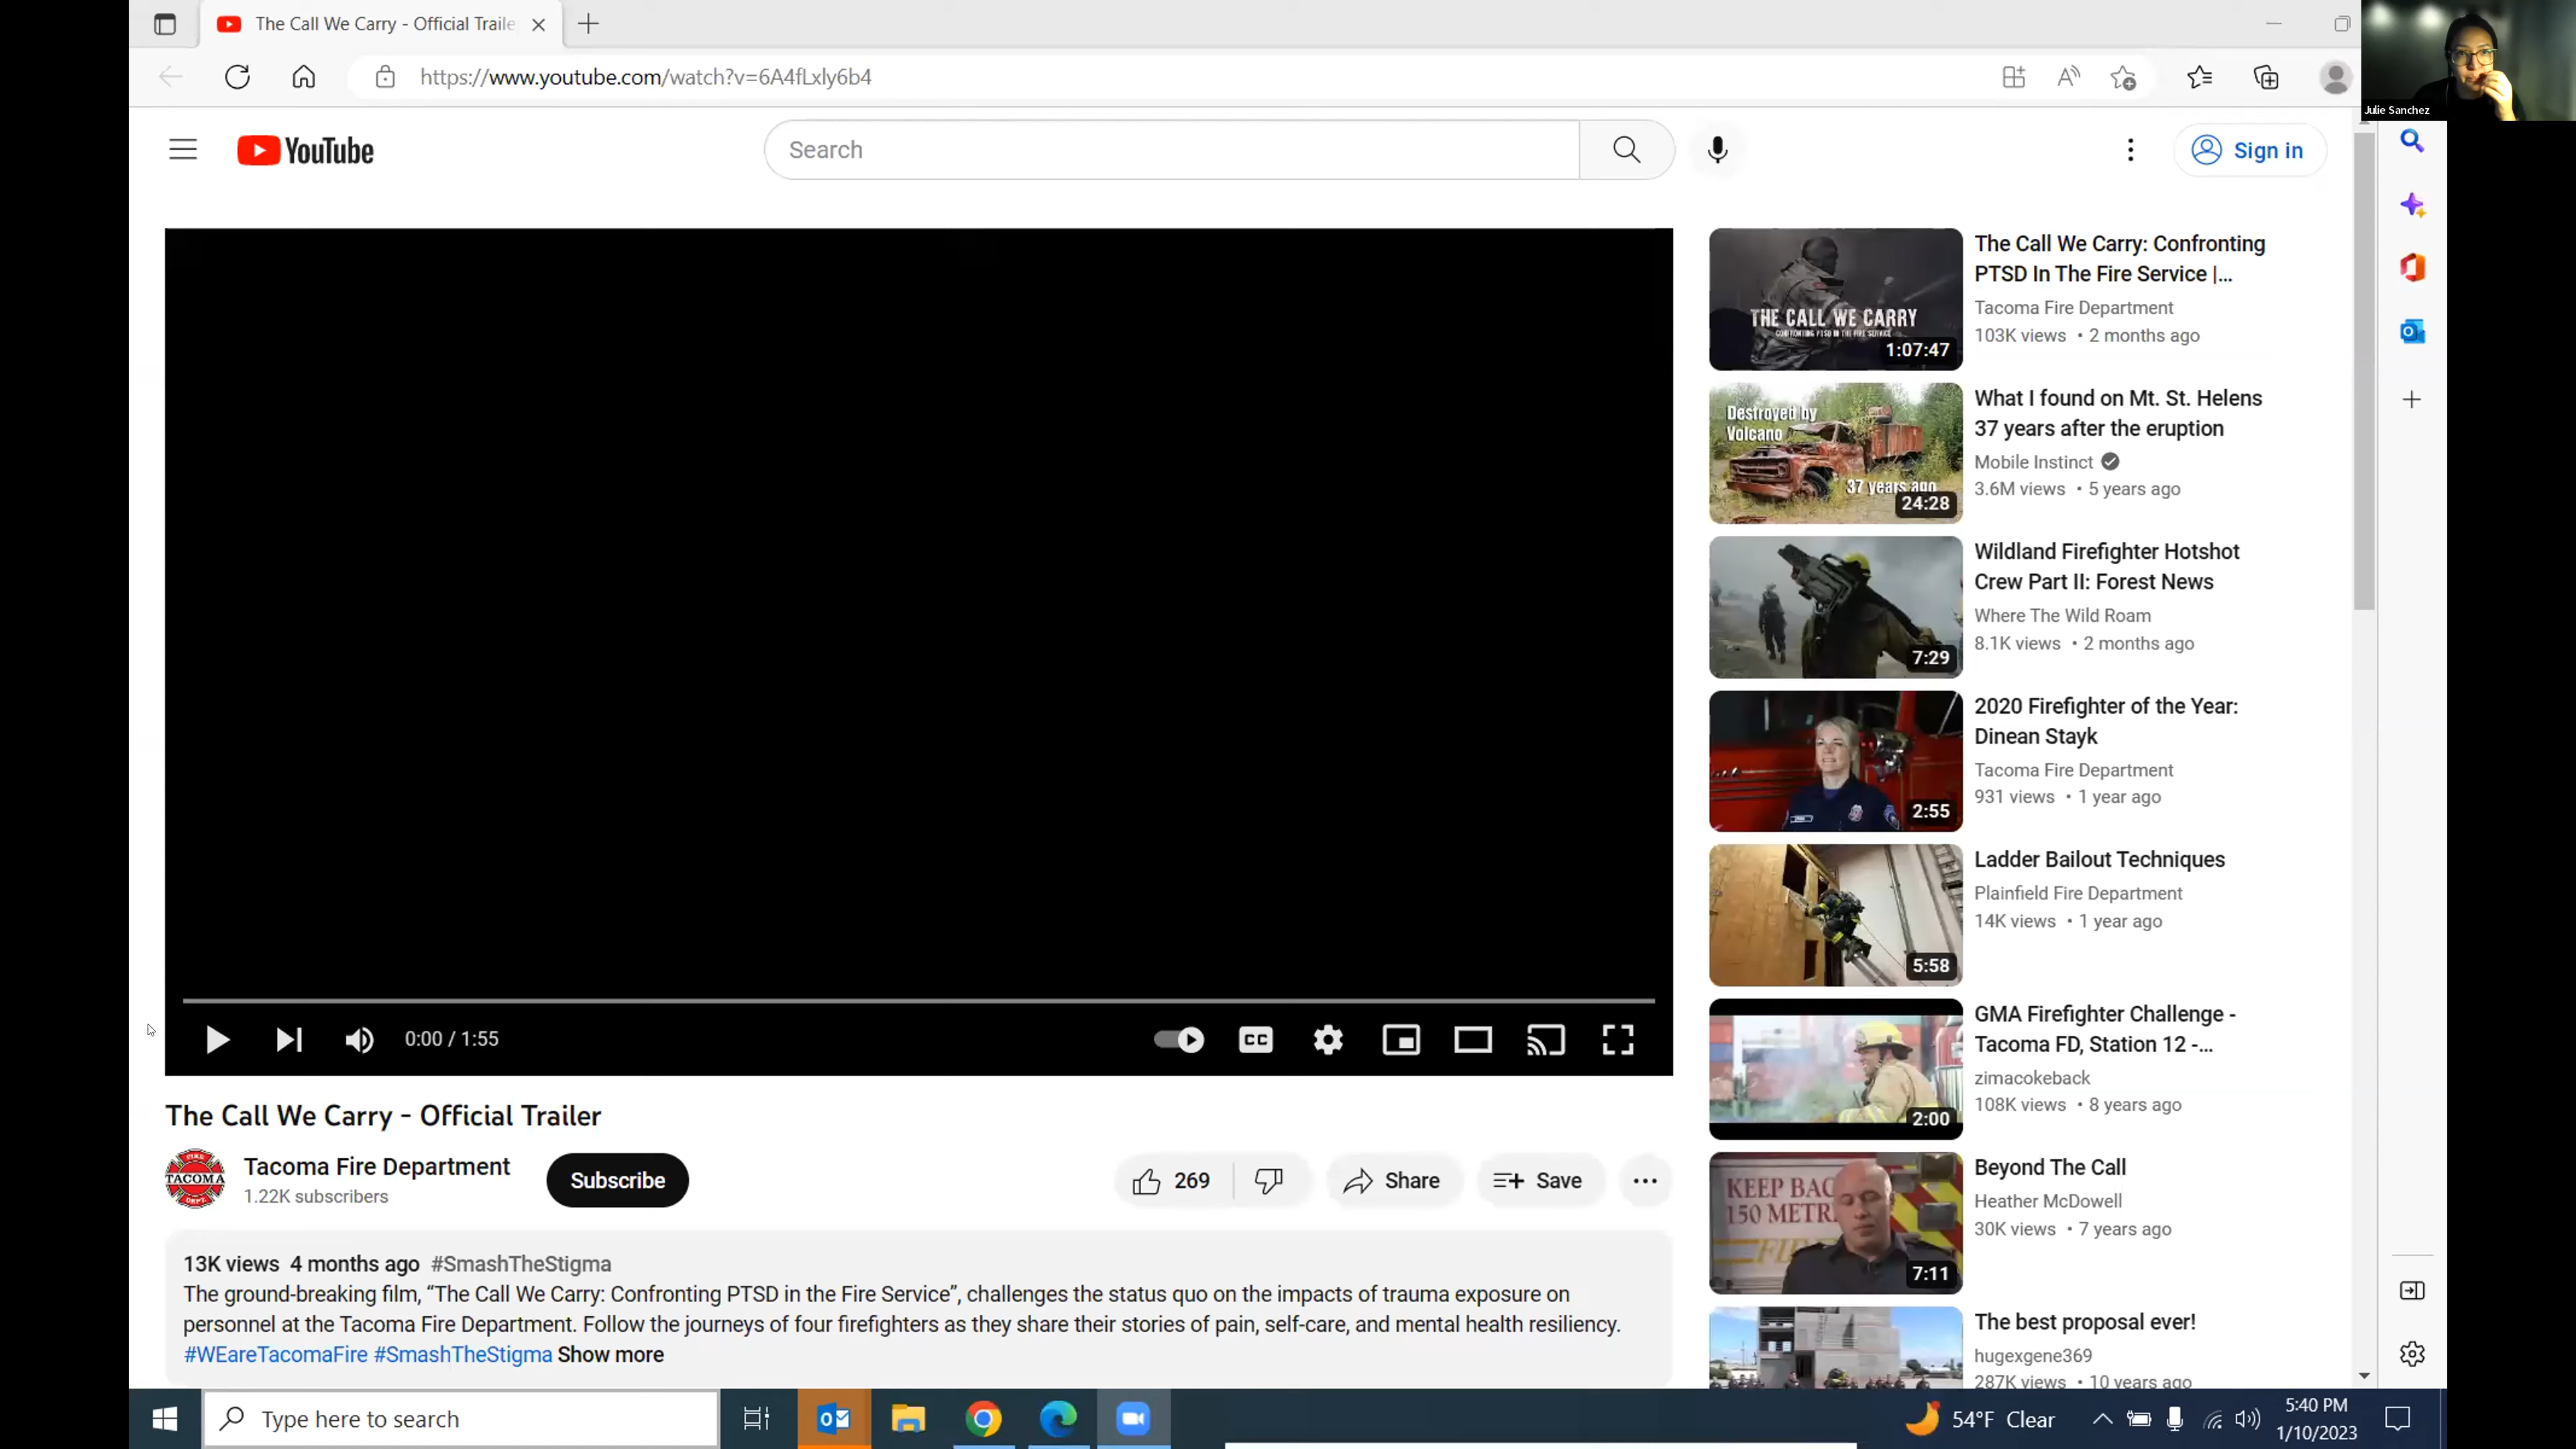 The Call We Carry - Official Traile
https://www.youtube.com/watch?v=6A4fLxly6b4
Julie Sanchez
YouTube
Search
Sign in
0:00 / 1:55
CC
The Call We Carry - Official Trailer
TACOMA
Tacoma Fire Department
1.22K subscribers
Subscribe
269
Share
Save
13K views 4 months ago #SmashTheStigma
The ground-breaking film, “The Call We Carry: Confronting PTSD in the Fire Service”, challenges the status quo on the impacts of trauma exposure on
personnel at the Tacoma Fire Department. Follow the journeys of four firefighters as they share their stories of pain, self-care, and mental health resiliency.
#WEareTacomaFire #SmashTheStigma Show more
THE CALL WE CARRY
CONFRONTING PTSD IN THE FIRE SERVICE
1:07:47
The Call We Carry: Confronting
PTSD In The Fire Service |...
Tacoma Fire Department
103K views • 2 months ago
Destroyed by
Volcano
37 years ago
24:28
What I found on Mt. St. Helens
37 years after the eruption
Mobile Instinct
3.6M views • 5 years ago
7:29
Wildland Firefighter Hotshot
Crew Part II: Forest News
Where The Wild Roam
8.1K views • 2 months ago
2:55
2020 Firefighter of the Year:
Dinean Stayk
Tacoma Fire Department
931 views • 1 year ago
5:58
Ladder Bailout Techniques
Plainfield Fire Department
14K views • 1 year ago
2:00
GMA Firefighter Challenge -
Tacoma FD, Station 12 -...
zimacokeback
108K views • 8 years ago
KEEP BAC
150 METR
7:11
Beyond The Call
Heather McDowell
30K views • 7 years ago
The best proposal ever!
hugexgene369
287K views • 10 years ago
Type here to search
54°F Clear
5:40 PM
1/10/2023